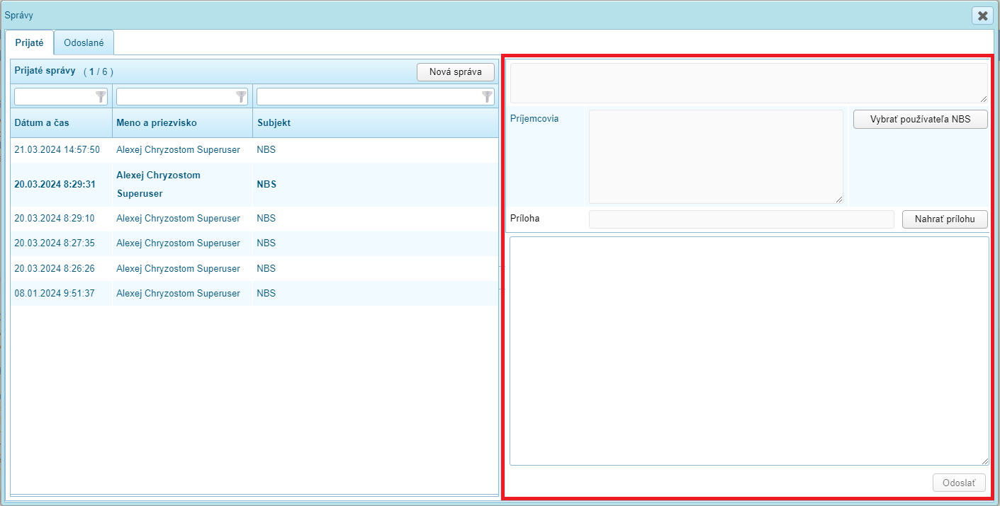 Správy
Prijaté Odoslané
Prijaté správy ( 1 / 6 ) Nová správa
Dátum a čas Meno a priezvisko Subjekt
21.03.2024 14:57:50 Alexej Chryzostom Superuser NBS
20.03.2024 8:29:31 Alexej Chryzostom Superuser NBS
20.03.2024 8:29:10 Alexej Chryzostom Superuser NBS
20.03.2024 8:27:35 Alexej Chryzostom Superuser NBS
20.03.2024 8:26:26 Alexej Chryzostom Superuser NBS
08.01.2024 9:51:37 Alexej Chryzostom Superuser NBS
Príjemcovia Vybrať používateľa NBS
Príloha Nahrať prílohu
Odoslať